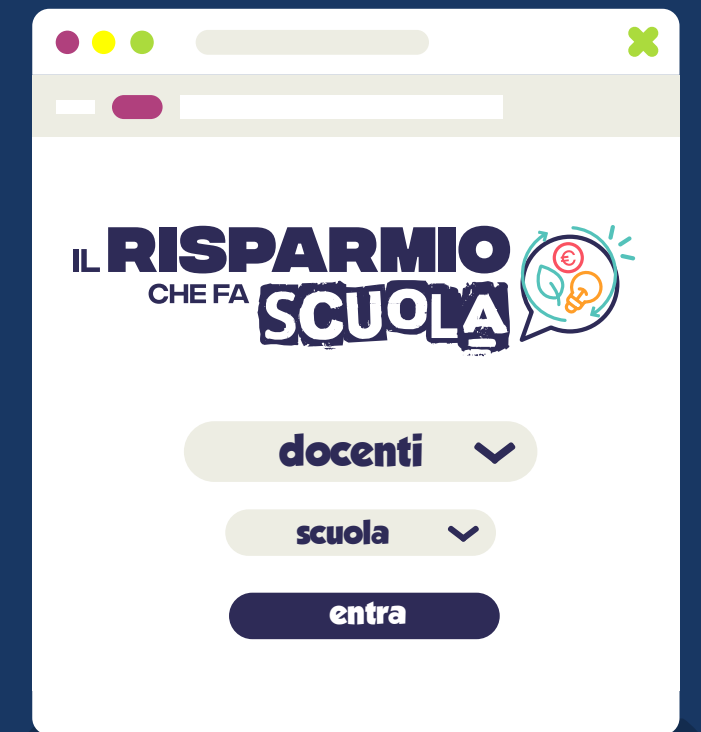 IL RISPARMIO
CHE FA SCUOLA
€
docenti
scuola
entra